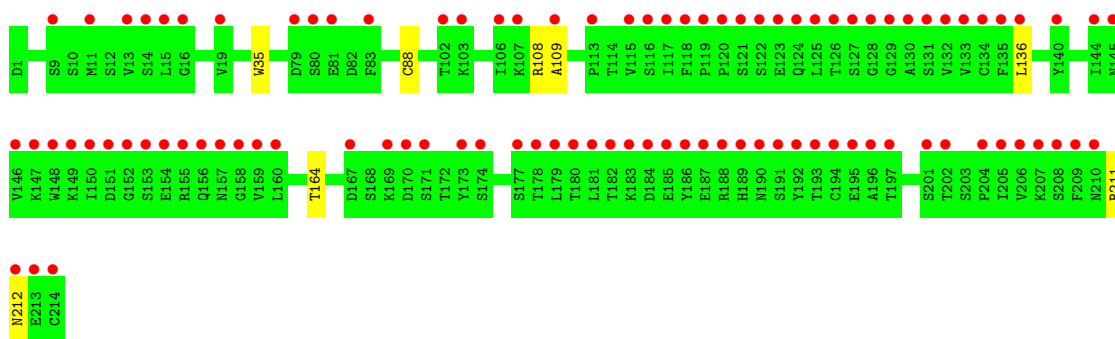 D1 S9 S10 M11 S12 V13 S14 L15 G16 V19 W35 D79 S80 E81 D82 F83 C88 T102 K103 I106 K107 R108 A109 P113 T114 V115 S116 I117 F118 P119 P120 S121 S122 E123 Q124 L125 T126 S127 G128 G129 A130 S131 V132 V133 C134 F135 L136 Y140 I144 N145
V146 K147 W148 K149 I150 D151 G152 S153 E154 R155 Q156 N157 G158 V159 L160 T164 D167 S168 K169 D170 S171 T172 Y173 S174 S177 T178 L179 T180 L181 T182 K183 D184 E185 Y186 E187 R188 H189 N190 S191 Y192 T193 C194 E195 A196 T197 S201 T202 S203 P204 I205 V206 K207 S208 F209 N210 R211
N212 E213 C214